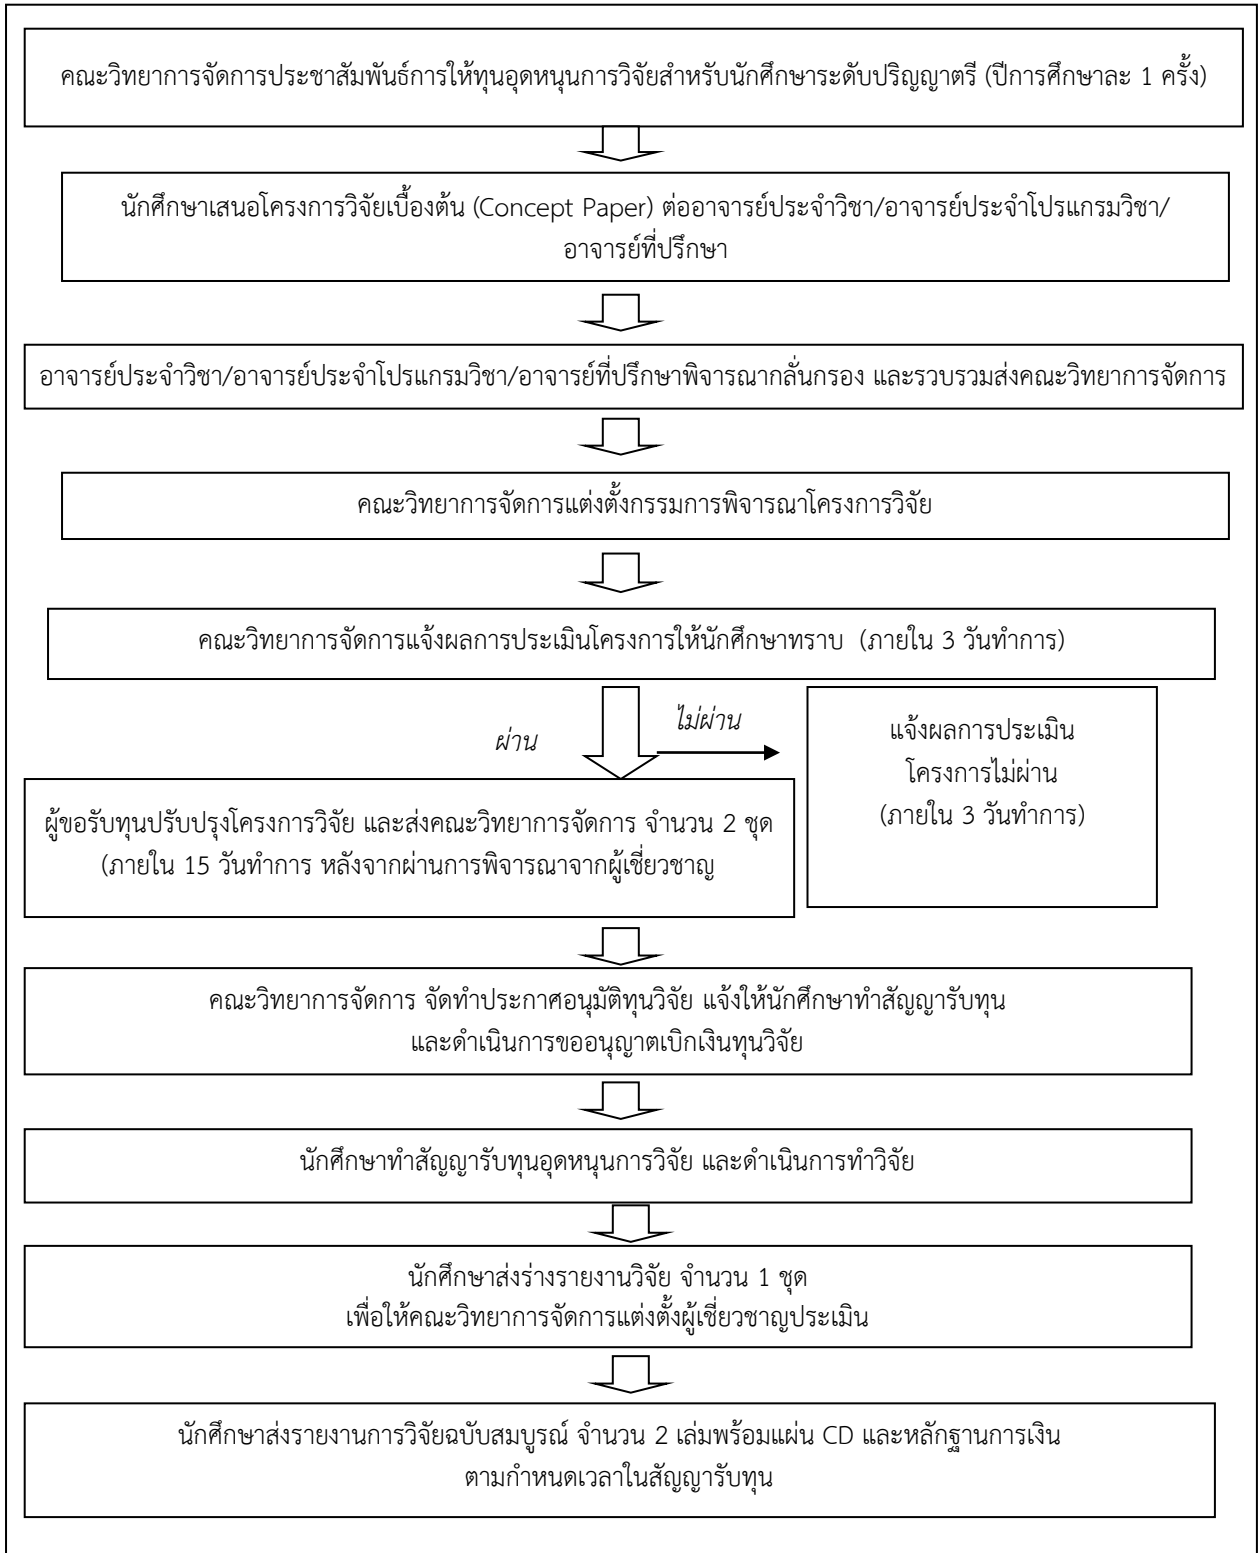 คณะวิทยาการจัดการประชาสัมพันธ์การให้ทุนอุดหนุนการวิจัยสำหรับนักศึกษาระดับปริญญาตรี (ปีการศึกษาละ 1 ครั้ง)
นักศึกษาเสนอโครงการวิจัยเบื้องต้น (Concept Paper) ต่ออาจารย์ประจำวิชา/อาจารย์ประจำโปรแกรมวิชา/
อาจารย์ที่ปรึกษา
อาจารย์ประจำวิชา/อาจารย์ประจำโปรแกรมวิชา/อาจารย์ที่ปรึกษาพิจารณากลั่นกรอง และรวบรวมส่งคณะวิทยาการจัดการ
คณะวิทยาการจัดการแต่งตั้งกรรมการพิจารณาโครงการวิจัย
คณะวิทยาการจัดการแจ้งผลการประเมินโครงการให้นักศึกษาทราบ (ภายใน 3 วันทำการ)
ผ่าน
ไม่ผ่าน
แจ้งผลการประเมิน
โครงการไม่ผ่าน
(ภายใน 3 วันทำการ)
ผู้ขอรับทุนปรับปรุงโครงการวิจัย และส่งคณะวิทยาการจัดการ จำนวน 2 ชุด
(ภายใน 15 วันทำการ หลังจากผ่านการพิจารณาจากผู้เชี่ยวชาญ
คณะวิทยาการจัดการ จัดทำประกาศอนุมัติทุนวิจัย แจ้งให้นักศึกษาทำสัญญารับทุน
และดำเนินการขออนุญาตเบิกเงินทุนวิจัย
นักศึกษาทำสัญญารับทุนอุดหนุนการวิจัย และดำเนินการทำวิจัย
นักศึกษาส่งร่างรายงานวิจัย จำนวน 1 ชุด
เพื่อให้คณะวิทยาการจัดการแต่งตั้งผู้เชี่ยวชาญประเมิน
นักศึกษาส่งรายงานการวิจัยฉบับสมบูรณ์ จำนวน 2 เล่มพร้อมแผ่น CD และหลักฐานการเงิน
ตามกำหนดเวลาในสัญญารับทุน